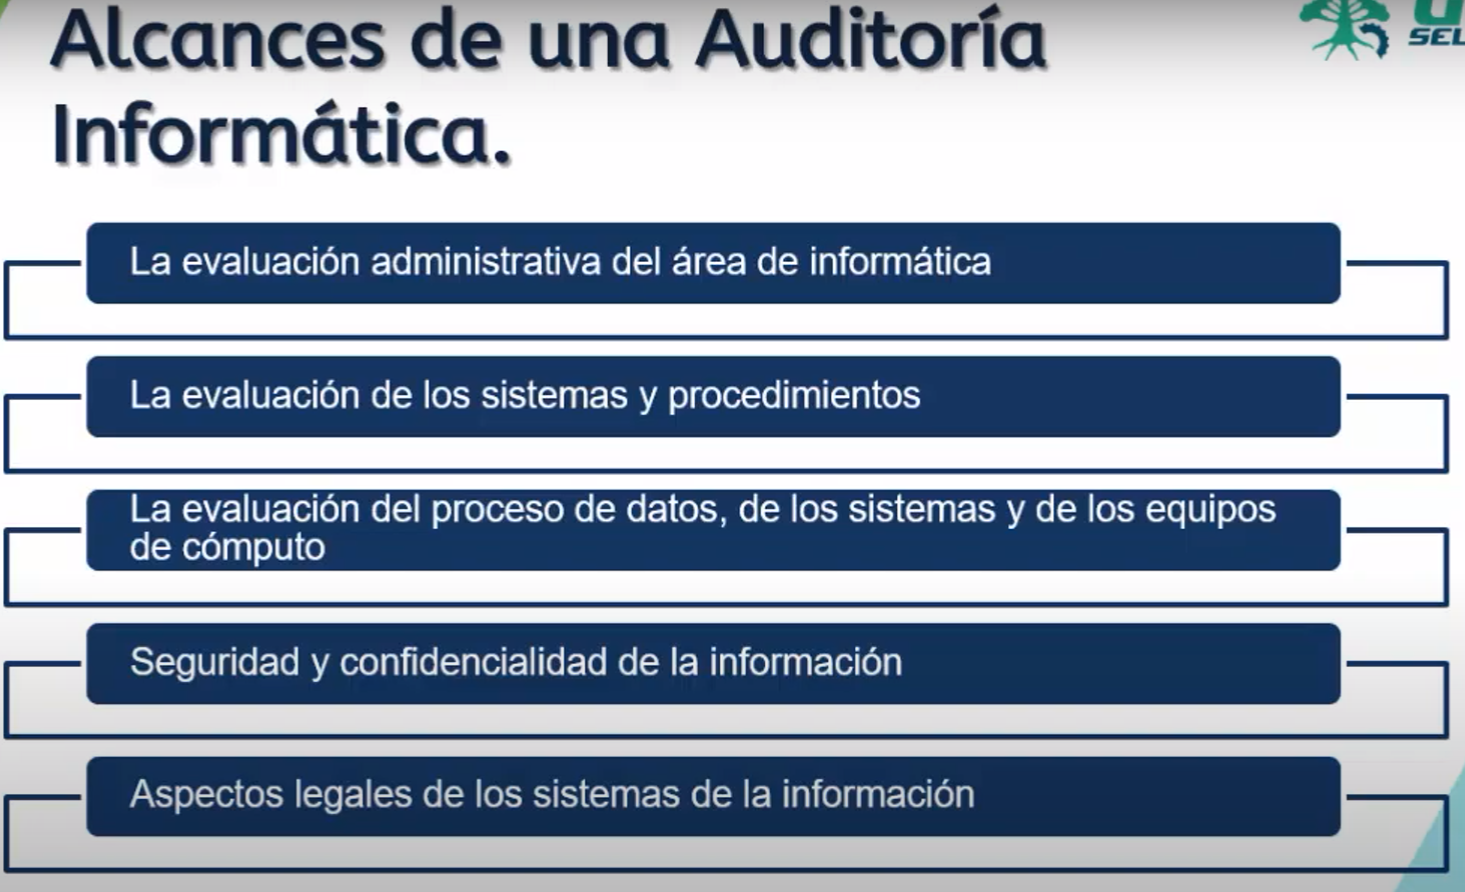 Alcances de una Auditoría
Informática.
La evaluación administrativa del área de informática
La evaluación de los sistemas y procedimientos
La evaluación del proceso de datos, de los sistemas y de los equipos
de cómputo
Seguridad y confidencialidad de la información
Aspectos legales de los sistemas de la información